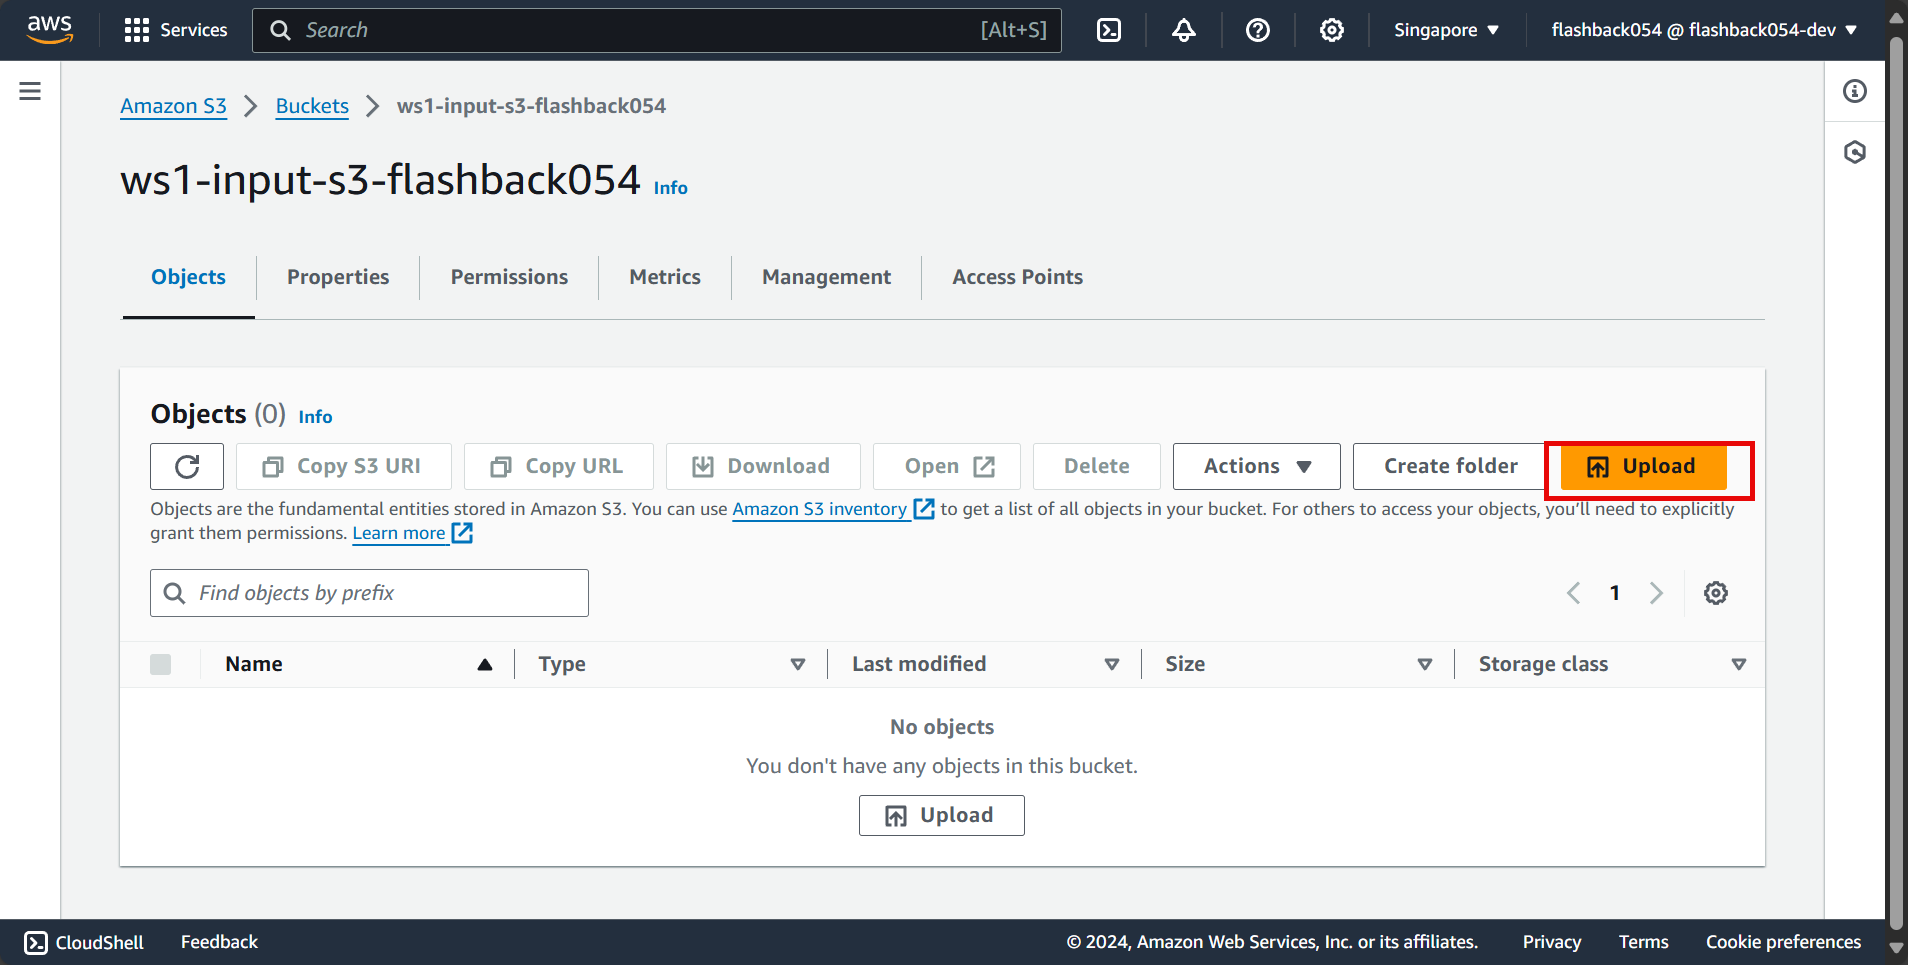 aws
Services
Search
[Alt+S]
Singapore
flashback054 @ flashback054-dev
Amazon S3
Buckets
ws1-input-s3-flashback054
ws1-input-s3-flashback054 Info
Objects
Properties
Permissions
Metrics
Management
Access Points
Objects (0) Info
Copy S3 URI
Copy URL
Download
Open
Delete
Actions
Create folder
Upload
Objects are the fundamental entities stored in Amazon S3. You can use Amazon S3 inventory to get a list of all objects in your bucket. For others to access your objects, you'll need to explicitly
grant them permissions. Learn more
Find objects by prefix
1
Name
Type
Last modified
Size
Storage class
No objects
You don't have any objects in this bucket.
Upload
CloudShell
Feedback
© 2024, Amazon Web Services, Inc. or its affiliates.
Privacy
Terms
Cookie preferences